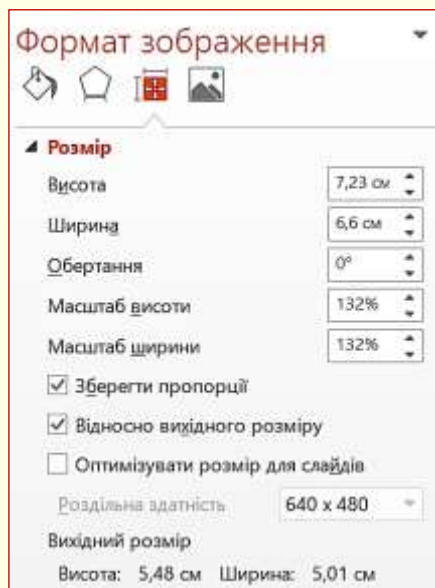 Формат зображення
Розмір
Висота 7,23 см
Ширина 6,6 см
Обертання 0°
Масштаб висоти 132%
Масштаб ширини 132%
Зберегти пропорції
Відносно вихідного розміру
Оптимізувати розмір для слайдів
Роздільна здатність 640 x 480
Вихідний розмір
Висота: 5,48 см Ширина: 5,01 см